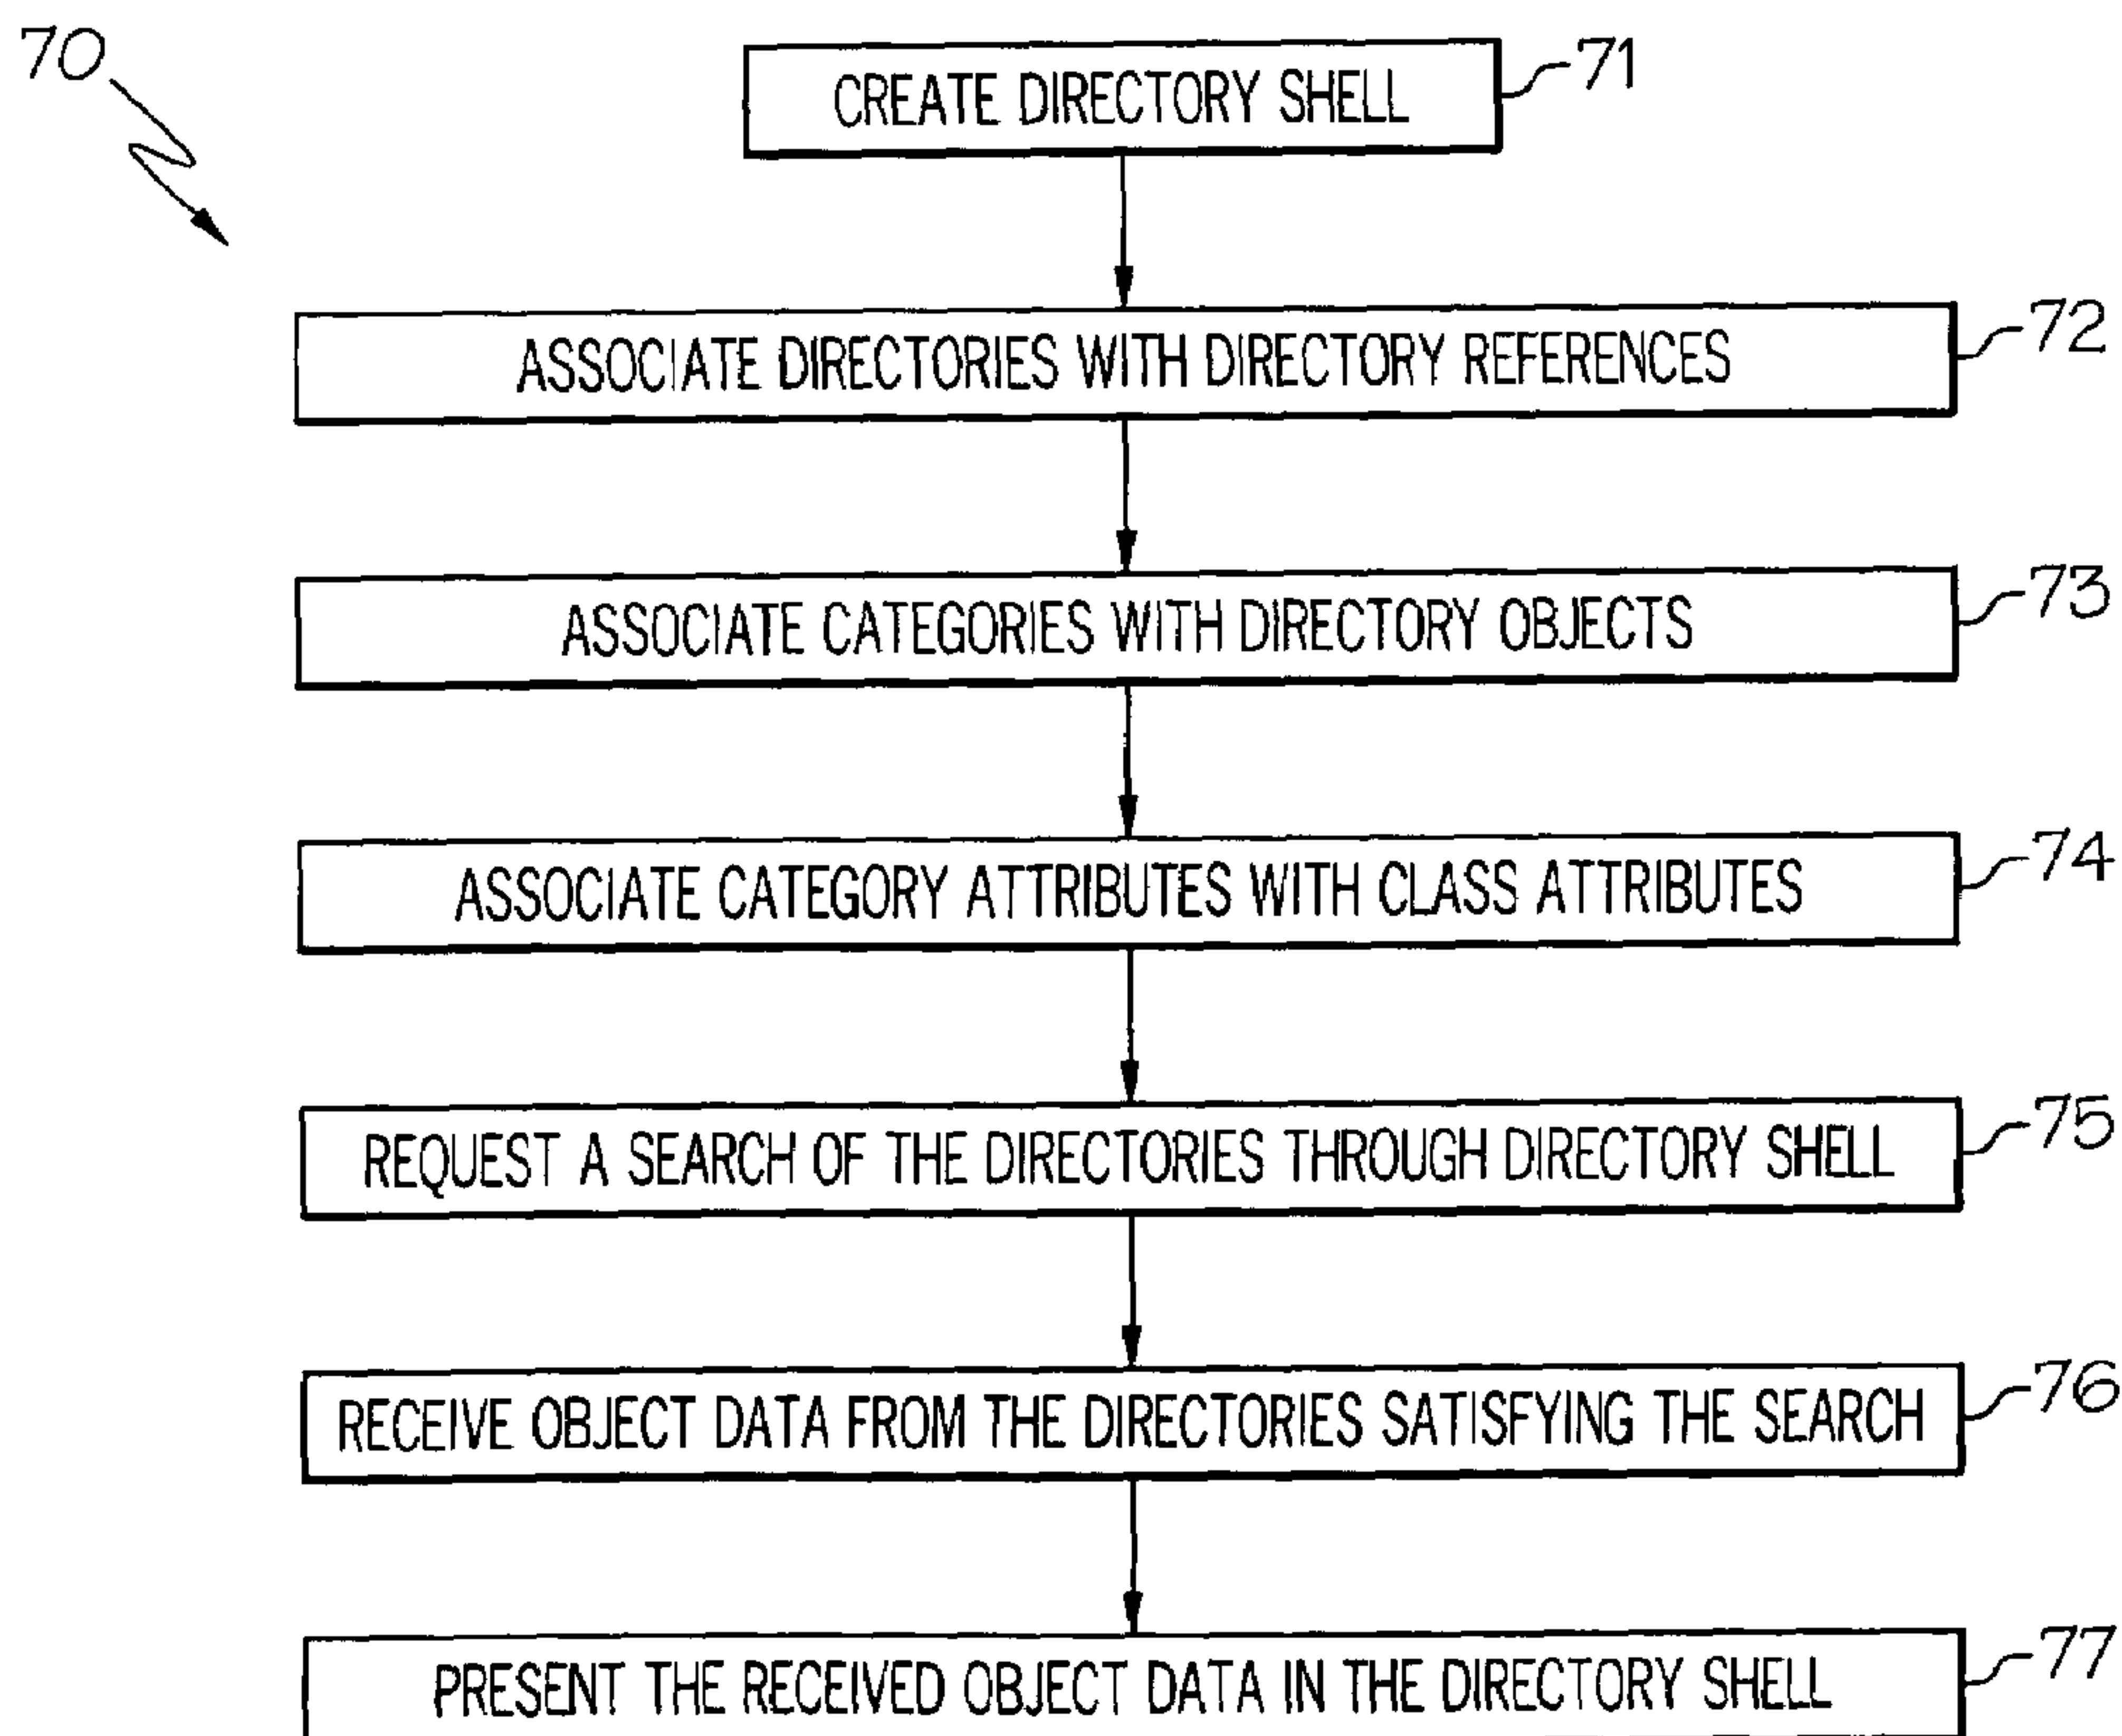 70
CREATE DIRECTORY SHELL
71
ASSOCIATE DIRECTORIES WITH DIRECTORY REFERENCES
72
ASSOCIATE CATEGORIES WITH DIRECTORY OBJECTS
73
ASSOCIATE CATEGORY ATTRIBUTES WITH CLASS ATTRIBUTES
74
REQUEST A SEARCH OF THE DIRECTORIES THROUGH DIRECTORY SHELL
75
RECEIVE OBJECT DATA FROM THE DIRECTORIES SATISFYING THE SEARCH
76
PRESENT THE RECEIVED OBJECT DATA IN THE DIRECTORY SHELL
77